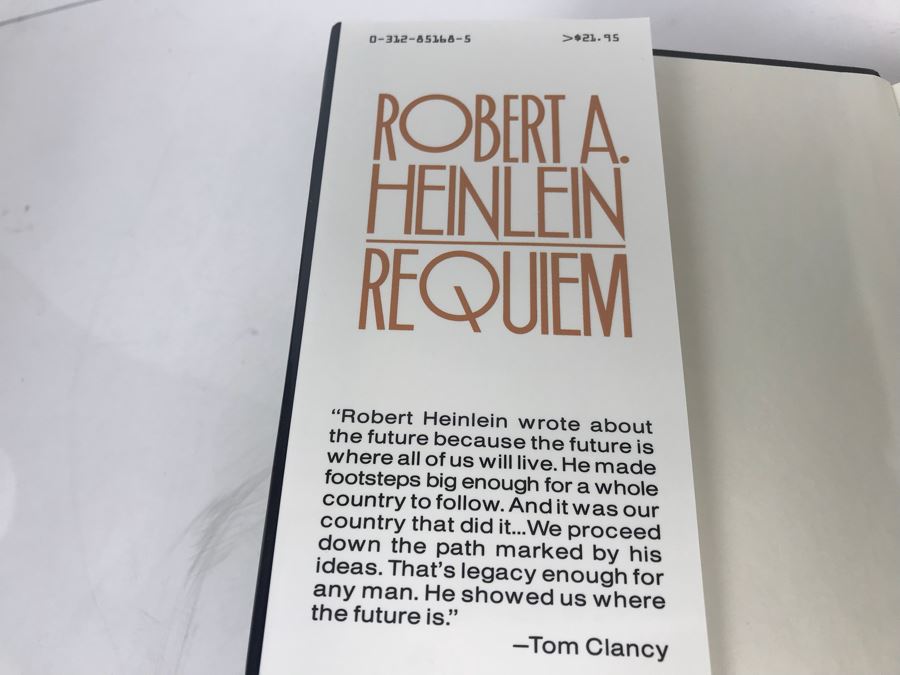 0-312-85168-5 >$21.95
ROBERT A.
HEINLEIN
REQUIEM
“Robert Heinlein wrote about
the future because the future is
where all of us will live. He made
footsteps big enough for a whole
country to follow. And it was our
country that did it...We proceed
down the path marked by his
ideas. That’s legacy enough for
any man. He showed us where
the future is.”
—Tom Clancy